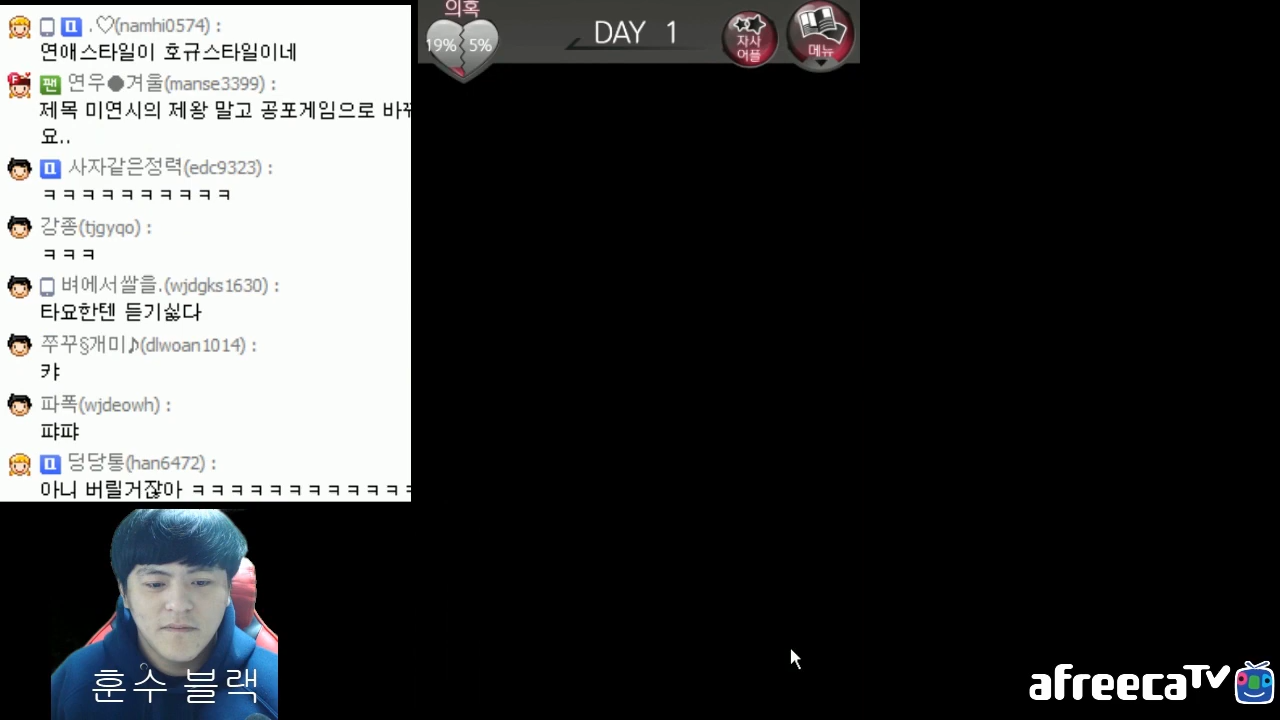 .♡(namhi0574) :
연애스타일이 호규스타일이네
팬 연우●겨울(manse3399) :
제목 미연시의 제왕 말고 공포게임으로 바꾸
요..
사자같은정력(edc9323) :
ㅋㅋㅋㅋㅋㅋㅋㅋㅋㅋ
강종(tjgyqo) :
ㅋㅋㅋ
벼에서쌀을.(wjdgks1630) :
타요한텐 듣기싫다
쭈꾸§개미♪(dlwoan1014) :
캬
파폭(wjdeowh) :
퍄퍄
덩당통(han6472) :
아니 버릴거잖아 ㅋㅋㅋㅋㅋㅋㅋㅋㅋㅋㅋㅋ
의혹
19% 5%
DAY 1
자사
어플
메뉴
훈수 블랙
afreecaTV